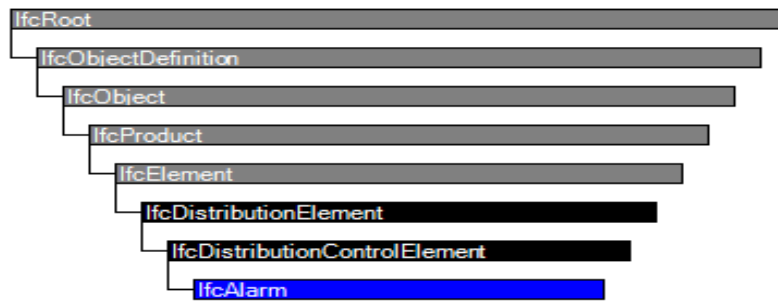 IfcRoot
IfcObjectDefinition
IfcObject
IfcProduct
IfcElement
IfcDistributionElement
IfcDistributionControlElement
IfcAlarm